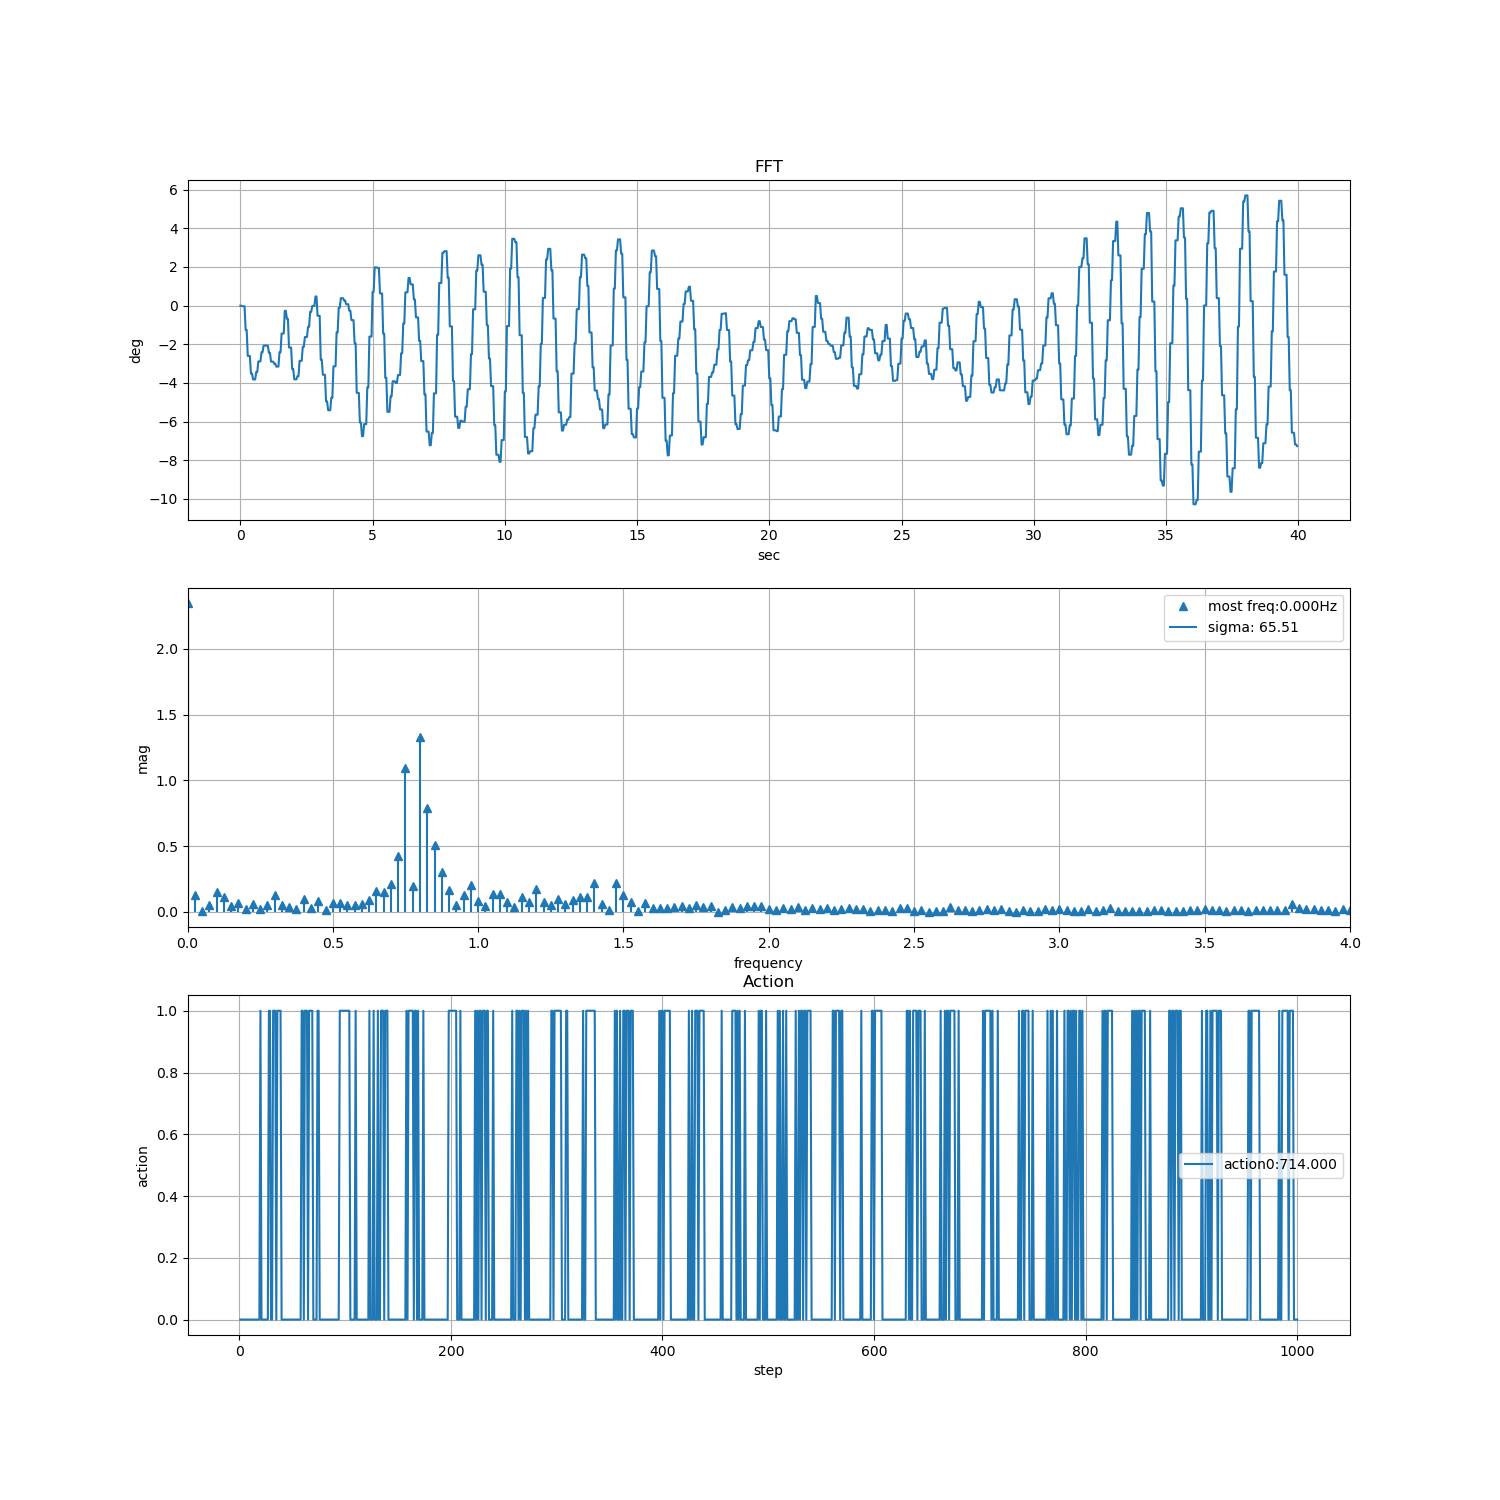 FFT
6
4
2
0
−2
−4
−6
−8
−10
deg
0 5 10 15 20 25 30 35 40
sec
most freq:0.000Hz
sigma: 65.51
2.0
1.5
1.0
0.5
0.0
mag
0.0 0.5 1.0 1.5 2.0 2.5 3.0 3.5 4.0
frequency
Action
1.0
0.8
0.6
0.4
0.2
0.0
action
action0:714.000
0 200 400 600 800 1000
step